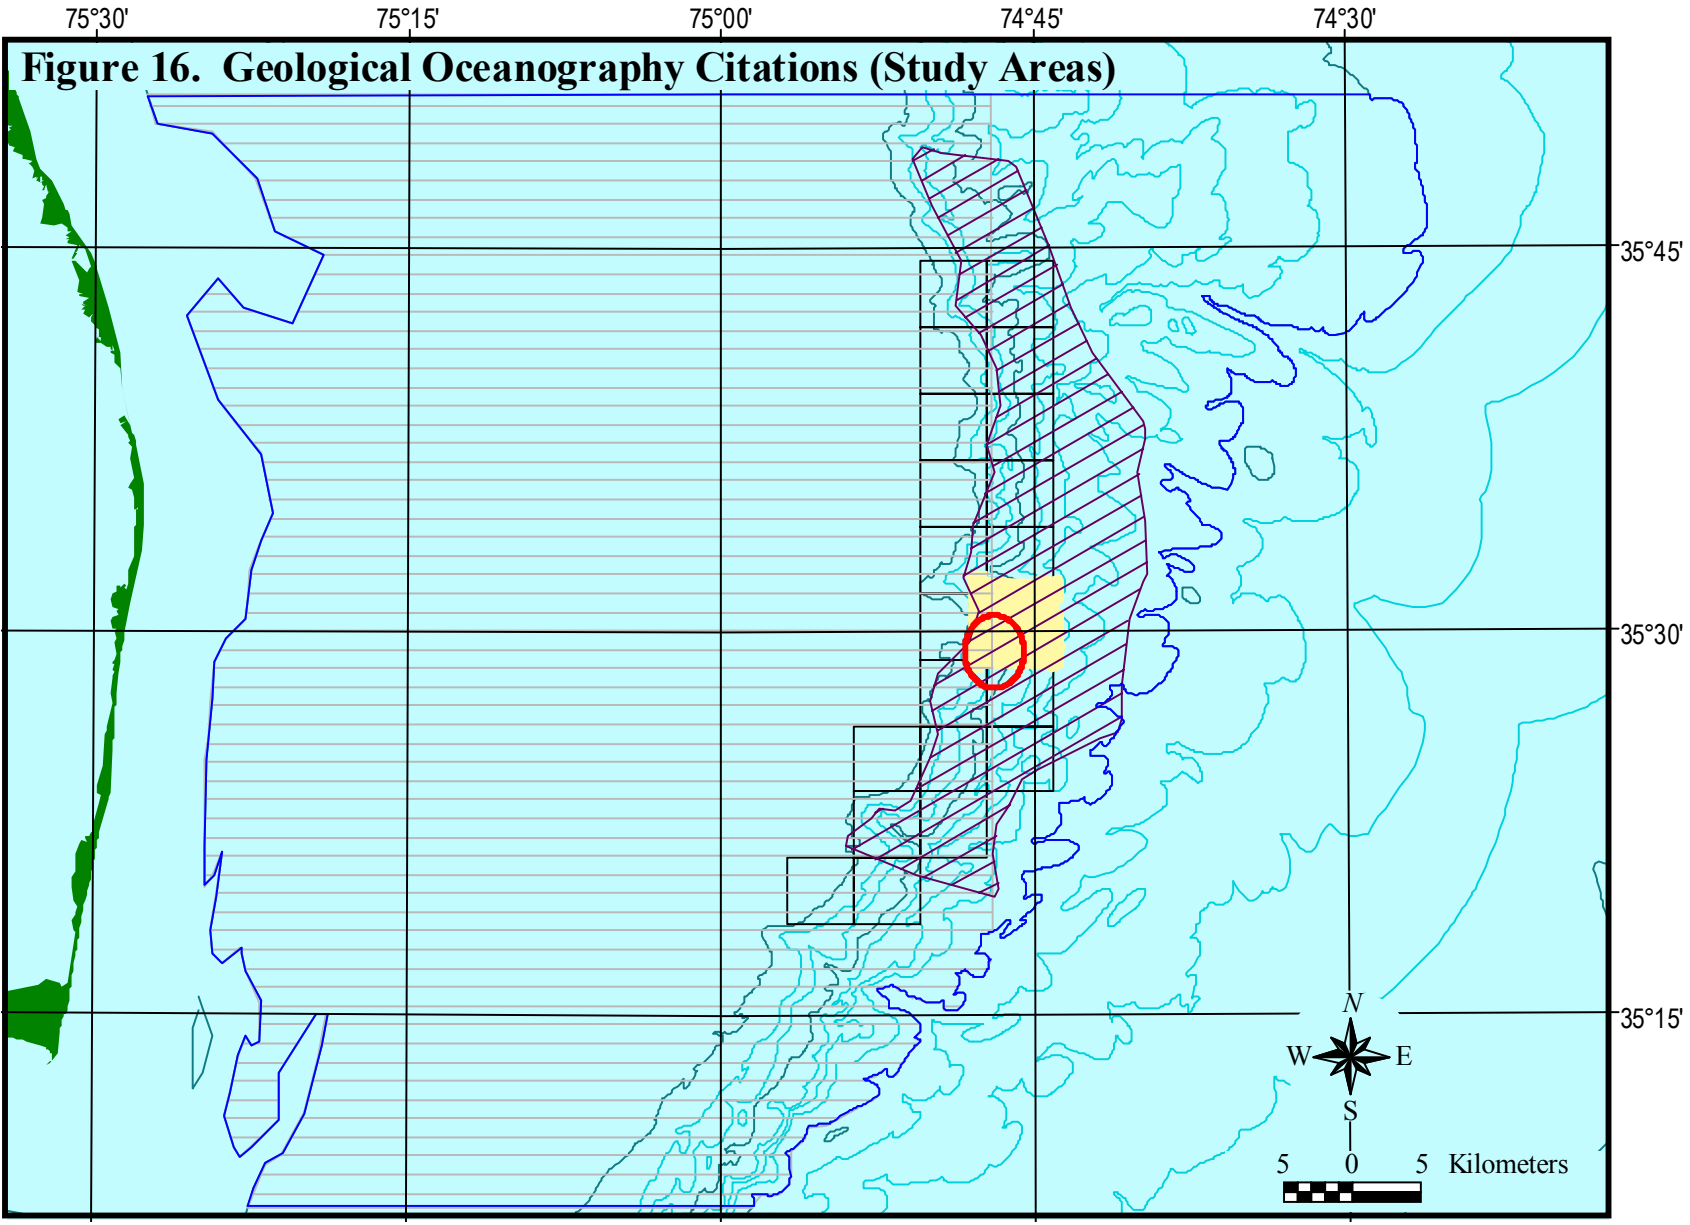 75°30' 75°15' 75°00' 74°45' 74°30'
Figure 16. Geological Oceanography Citations (Study Areas)
35°45'
35°30'
35°15'
N
W E
S
5 0 5 Kilometers